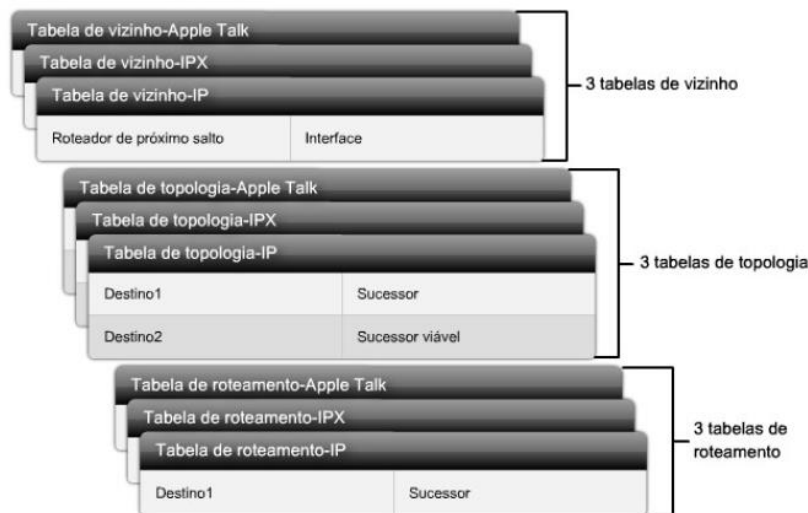 Tabela de vizinho-Apple Talk
Tabela de vizinho-IPX
Tabela de vizinho-IP
Roteador de próximo salto
Interface
3 tabelas de vizinho
Tabela de topologia-Apple Talk
Tabela de topologia-IPX
Tabela de topologia-IP
Destino1
Sucessor
Destino2
Sucessor viável
3 tabelas de topologia
Tabela de roteamento-Apple Talk
Tabela de roteamento-IPX
Tabela de roteamento-IP
Destino1
Sucessor
3 tabelas de
roteamento